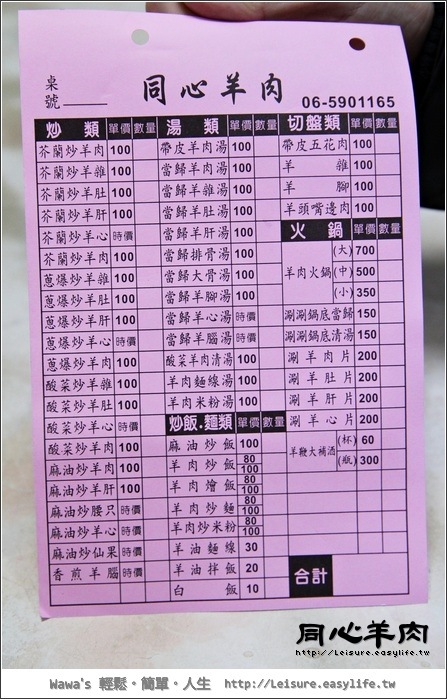 桌號
同心羊肉
06-5901165
炒類 單價 數量
芥蘭炒羊肉 100
芥蘭炒羊雜 100
芥蘭炒羊肚 100
芥蘭炒羊肝 100
芥蘭炒羊心 時價
芥蘭炒羊肉 100
蔥爆炒羊雜 100
蔥爆炒羊肚 100
蔥爆炒羊肝 100
蔥爆炒羊心 時價
蔥爆炒羊肉 100
酸菜炒羊雜 100
酸菜炒羊肚 100
酸菜炒羊心 時價
酸菜炒羊肉 100
麻油炒羊肉 100
麻油炒羊肝 100
麻油炒腰只 時價
麻油炒羊心 時價
麻油炒仙果 時價
香煎羊腦 時價
湯類 單價 數量
帶皮羊肉湯 100
當歸羊肉湯 100
當歸羊雜湯 100
當歸羊肚湯 100
當歸羊肝湯 100
當歸排骨湯 100
當歸大骨湯 100
當歸羊腳湯 100
當歸羊心湯 時價
當歸羊腦湯 時價
酸菜羊肉清湯 100
羊肉麵線湯 100
羊肉米粉湯 100
炒飯.麵類 單價 數量
麻油炒飯 100
羊肉炒飯 80 100
羊肉燴飯 80 100
羊肉炒麵 80 100
羊肉炒米粉 80 100
羊油麵線 30
羊油拌飯 20
白飯 10
切盤類 單價 數量
帶皮五花肉 100
羊雜 100
羊腳 100
羊頭嘴邊肉 100
火鍋 單價 數量
羊肉火鍋 (大) 700
(中) 500
(小) 350
涮涮鍋底當歸 150
涮涮鍋底清湯 150
涮羊肉片 200
涮羊肚片 200
涮羊肝片 200
涮羊心片 200
羊鞭大補酒 (杯) 60
(瓶) 300
合計
同心羊肉
http://Leisure.easylife.tw
Wawa's 輕鬆‧簡單‧人生 http://Leisure.easylife.tw